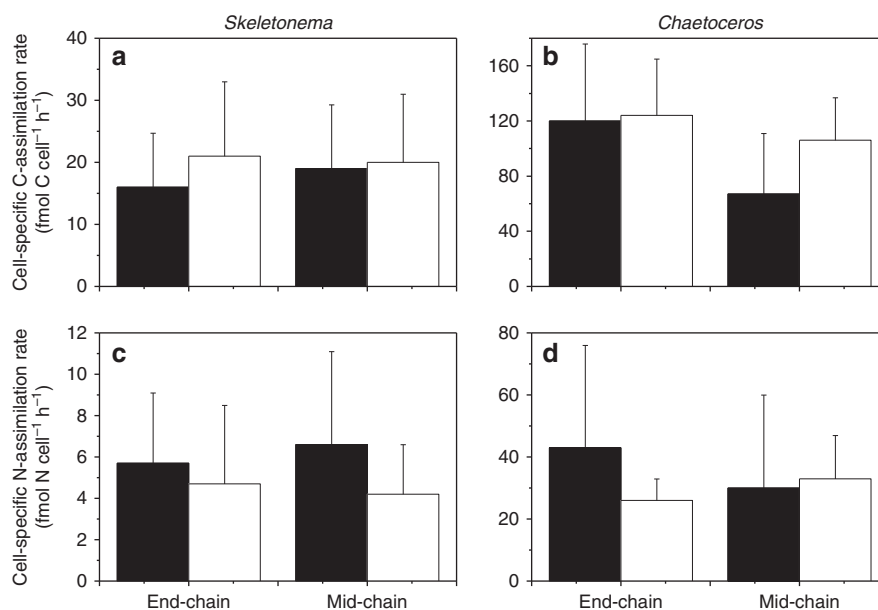 Skeletonema
Chaetoceros
Cell-specific C-assimilation rate
(fmol C cell⁻¹ h⁻¹)
40
30
20
10
0
a
160
120
80
40
0
b
Cell-specific N-assimilation rate
(fmol N cell⁻¹ h⁻¹)
12
10
8
6
4
2
0
c
80
60
40
20
0
d
End-chain
Mid-chain
End-chain
Mid-chain